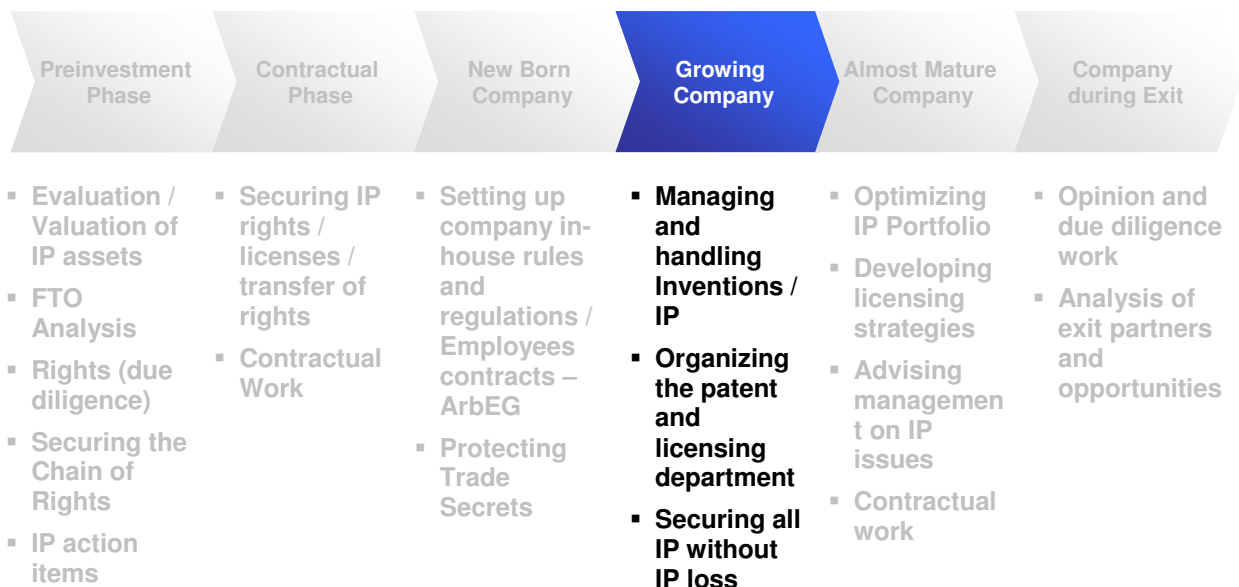 Preinvestment
Phase
Contractual
Phase
New Born
Company
Growing
Company
Almost Mature
Company
Company
during Exit
▪ Evaluation /
Valuation of
IP assets
▪ FTO
Analysis
▪ Rights (due
diligence)
▪ Securing the
Chain of
Rights
▪ IP action
items
▪ Securing IP
rights /
licenses /
transfer of
rights
▪ Contractual
Work
▪ Setting up
company in-
house rules
and
regulations /
Employees
contracts –
ArbEG
▪ Protecting
Trade
Secrets
▪ Managing
and
handling
Inventions /
IP
▪ Organizing
the patent
and
licensing
department
▪ Securing all
IP without
IP loss
▪ Optimizing
IP Portfolio
▪ Developing
licensing
strategies
▪ Advising
managemen
t on IP
issues
▪ Contractual
work
▪ Opinion and
due diligence
work
▪ Analysis of
exit partners
and
opportunities